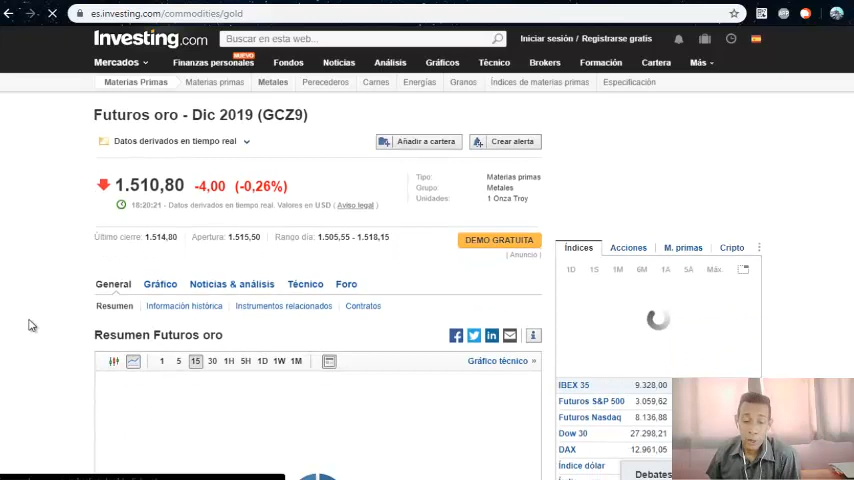 es.investing.com/commodities/gold
Investing.com
Buscar en esta web...
Iniciar sesión / Registrarse gratis
Mercados
NUEVO
Finanzas personales
Fondos
Noticias
Análisis
Gráficos
Técnico
Brokers
Formación
Cartera
Más
Materias Primas
Materias primas
Metales
Perecederos
Carnes
Energías
Granos
Índices de materias primas
Especificación
Futuros oro - Dic 2019 (GCZ9)
Datos derivados en tiempo real
Añadir a cartera
Crear alerta
1.510,80 -4,00 (-0,26%)
18:20:21 - Datos derivados en tiempo real. Valores en USD ( Aviso legal )
Tipo: Materias primas
Grupo Metales
Unidades: 1 Onza Troy
Último cierre: 1.514,80
Apertura: 1.515,50
Rango día: 1.505,55 - 1.518,15
DEMO GRATUITA
( Anuncio )
General
Gráfico
Noticias & análisis
Técnico
Foro
Resumen
Información histórica
Instrumentos relacionados
Contratos
Resumen Futuros oro
1 5 15 30 1H 5H 1D 1W 1M
Gráfico técnico »
Índices
Acciones
M. primas
Cripto
1D 1S 1M 6M 1A 5A Máx.
IBEX 35 9.328,00
Futuros S&P 500 3.059,62
Futuros Nasdaq 8.136,88
Dow 30 27.298,21
DAX 12.961,05
Índice dólar
Debates